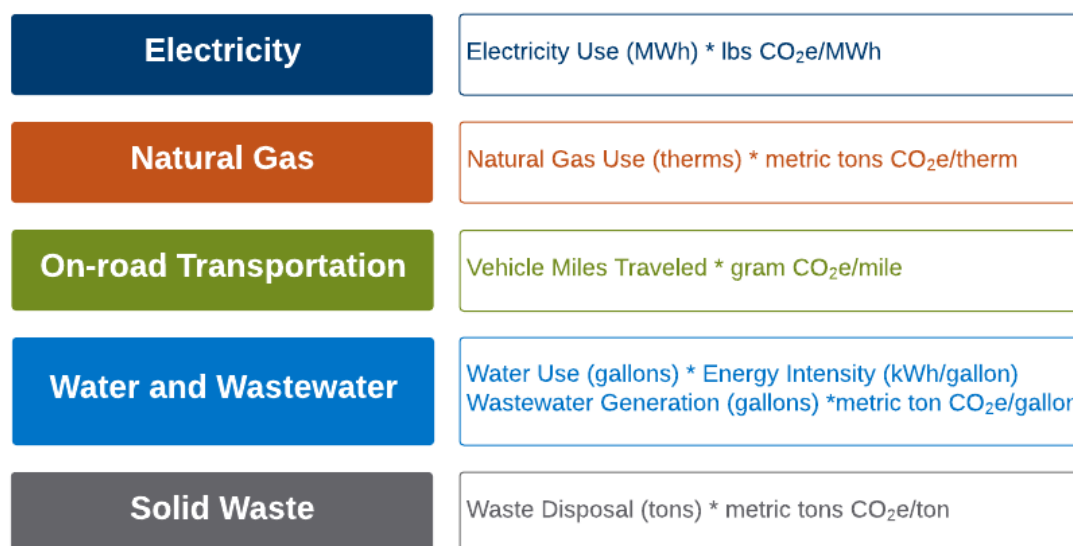 Electricity
Electricity Use (MWh) * lbs CO₂e/MWh
Natural Gas
Natural Gas Use (therms) * metric tons CO₂e/therm
On-road Transportation
Vehicle Miles Traveled * gram CO₂e/mile
Water and Wastewater
Water Use (gallons) * Energy Intensity (kWh/gallon)
Wastewater Generation (gallons) *metric ton CO₂e/gallon
Solid Waste
Waste Disposal (tons) * metric tons CO₂e/ton